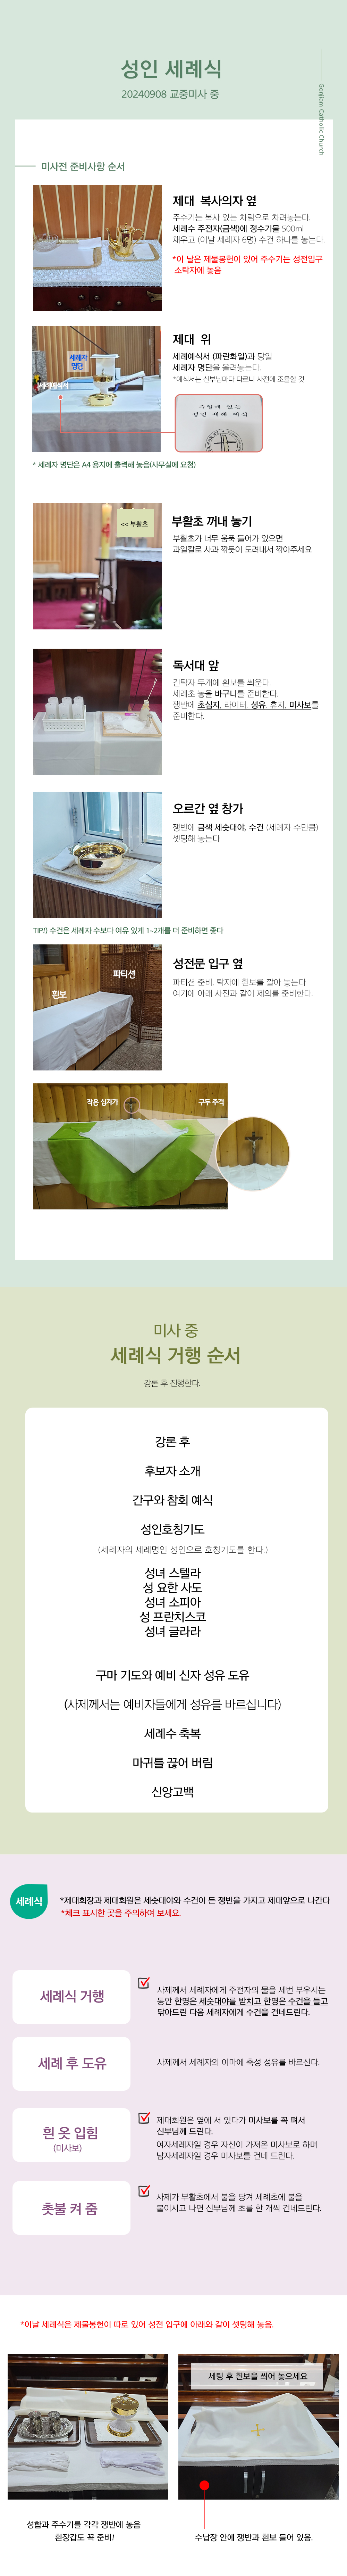 성인 세례식
20240908 교중미사 중
Gonjiam Catholic Church
미사전 준비사항 순서
제대 복사의자 옆
주수기는 복사 있는 차림으로 차려놓는다.
세례수 주전자(금색)에 정수기물 500ml
채우고 (이날 세례자 6명) 수건 하나를 놓는다.
*이 날은 제물봉헌이 있어 주수기는 성전입구
소탁자에 놓음
제대 위
세례예식서 (파란화일)과 당일
세례자 명단을 올려놓는다.
*예식서는 신부님마다 다르니 사전에 조율할 것
세례자
명단
세례예식서
주일에 있는
성인 세례 예식
* 세례자 명단은 A4 용지에 출력해 놓음(사무실에 요청)
<< 부활초
부활초 꺼내 놓기
부활초가 너무 움푹 들어가 있으면
과일칼로 사과 깎듯이 도려내서 깎아주세요
독서대 앞
긴탁자 두개에 흰보를 씌운다.
세례초 놓을 바구니를 준비한다.
쟁반에 초심지, 라이터, 성유, 휴지, 미사보를
준비한다.
오르간 옆 창가
쟁반에 금색 세숫대야, 수건 (세례자 수만큼)
셋팅해 놓는다
TIP!) 수건은 세례자 수보다 여유 있게 1~2개를 더 준비하면 좋다
파티션
흰보
성전문 입구 옆
파티션 준비, 탁자에 흰보를 깔아 놓는다
여기에 아래 사진과 같이 제의를 준비한다.
작은 십자가
구두 주걱
미사 중
세례식 거행 순서
강론 후 진행한다.
강론 후
후보자 소개
간구와 참회 예식
성인호칭기도
(세례자의 세례명인 성인으로 호칭기도를 한다.)
성녀 스텔라
성 요한 사도
성녀 소피아
성 프란치스코
성녀 글라라
구마 기도와 예비 신자 성유 도유
(사제께서는 예비자들에게 성유를 바르십니다)
세례수 축복
마귀를 끊어 버림
신앙고백
세례식
*제대회장과 제대회원은 세숫대야와 수건이 든 쟁반을 가지고 제대앞으로 나간다
*체크 표시한 곳을 주의하여 보세요.
세례식 거행
사제께서 세례자에게 주전자의 물을 세번 부우시는
동안 한명은 세숫대야를 받치고 한명은 수건을 들고
닦아드린 다음 세례자에게 수건을 건네드린다.
세례 후 도유
사제께서 세례자의 이마에 축성 성유를 바르신다.
흰 옷 입힘
(미사보)
제대회원은 옆에 서 있다가 미사보를 꼭 펴서
신부님께 드린다.
여자세례자일 경우 자신이 가져온 미사보로 하며
남자세례자일 경우 미사보를 건네 드린다.
촛불 켜 줌
사제가 부활초에서 불을 당겨 세례초에 불을
붙이시고 나면 신부님께 초를 한 개씩 건네드린다.
*이날 세례식은 제물봉헌이 따로 있어 성전 입구에 아래와 같이 셋팅해 놓음.
세팅 후 흰보을 씌어 놓으세요
성합과 주수기를 각각 쟁반에 놓음
흰장갑도 꼭 준비!
수납장 안에 쟁반과 흰보 들어 있음.